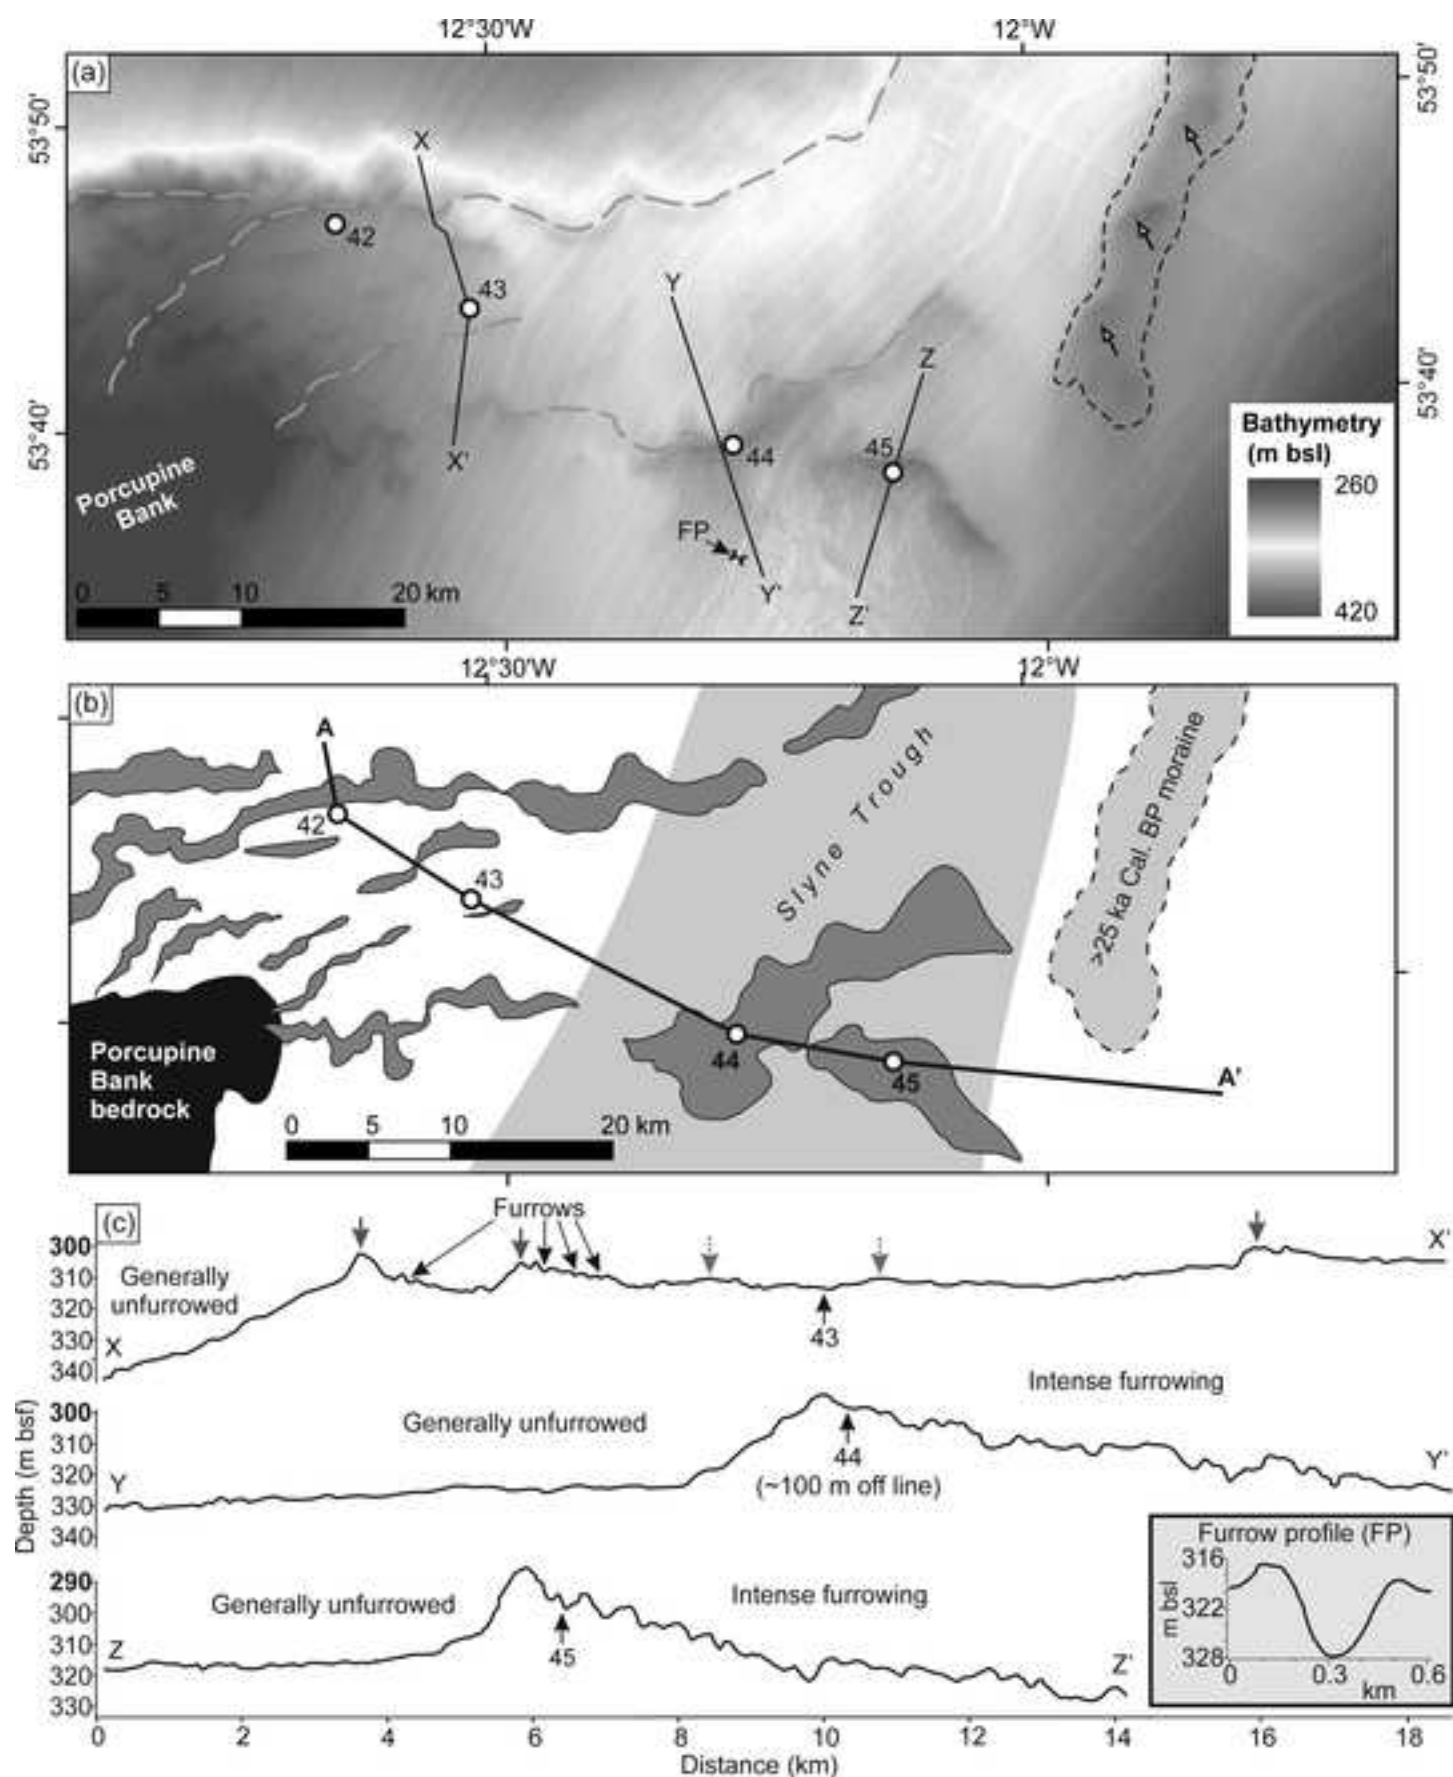 12°30'W 12°W
(a)
53°50'
53°50'
X
42
43
Y
Z
53°40'
53°40'
X'
44
45
Porcupine
Bank
FP
Y'
Z'
0 5 10 20 km
Bathymetry
(m bsl)
260
420
12°30'W 12°W
(b)
A
42
43
Slyne Trough
>25 ka Cal. BP moraine
44
45
A'
Porcupine
Bank
bedrock
0 5 10 20 km
(c)
Furrows
300
310
320
330
340
Generally
unfurrowed
X
X'
43
Intense furrowing
Generally unfurrowed
300
310
320
330
340
Y
44
(~100 m off line)
Y'
Depth (m bsf)
290
300
310
320
330
Generally unfurrowed
Intense furrowing
Z
45
Z'
Furrow profile (FP)
316
322
328
m bsl
0 0.3 0.6
km
0 2 4 6 8 10 12 14 16 18
Distance (km)